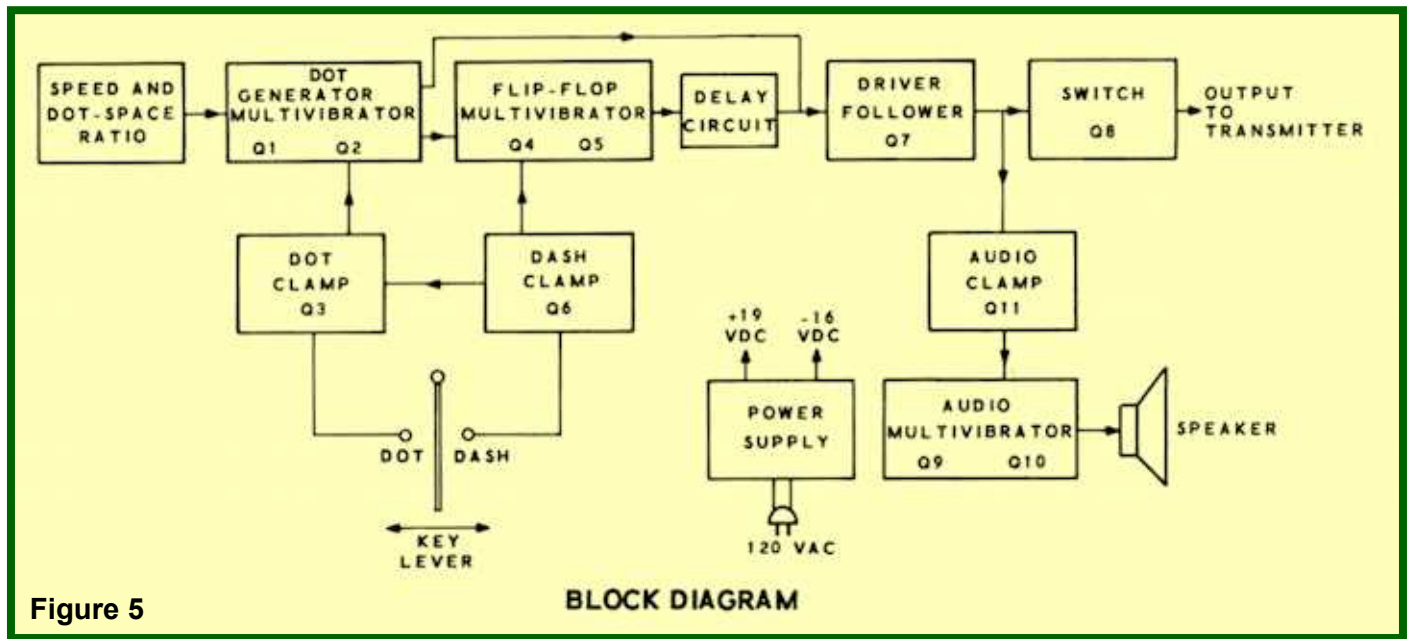 SPEED AND
DOT-SPACE
RATIO
DOT
GENERATOR
MULTIVIBRATOR
Q1 Q2
FLIP-FLOP
MULTIVIBRATOR
Q4 Q5
DELAY
CIRCUIT
DRIVER
FOLLOWER
Q7
SWITCH
Q8
OUTPUT
TO
TRANSMITTER
DOT
CLAMP
Q3
DASH
CLAMP
Q6
AUDIO
CLAMP
Q11
DOT DASH
KEY
LEVER
+19
VDC
-16
VDC
POWER
SUPPLY
120 VAC
AUDIO
MULTIVIBRATOR
Q9 Q10
SPEAKER
Figure 5
BLOCK DIAGRAM